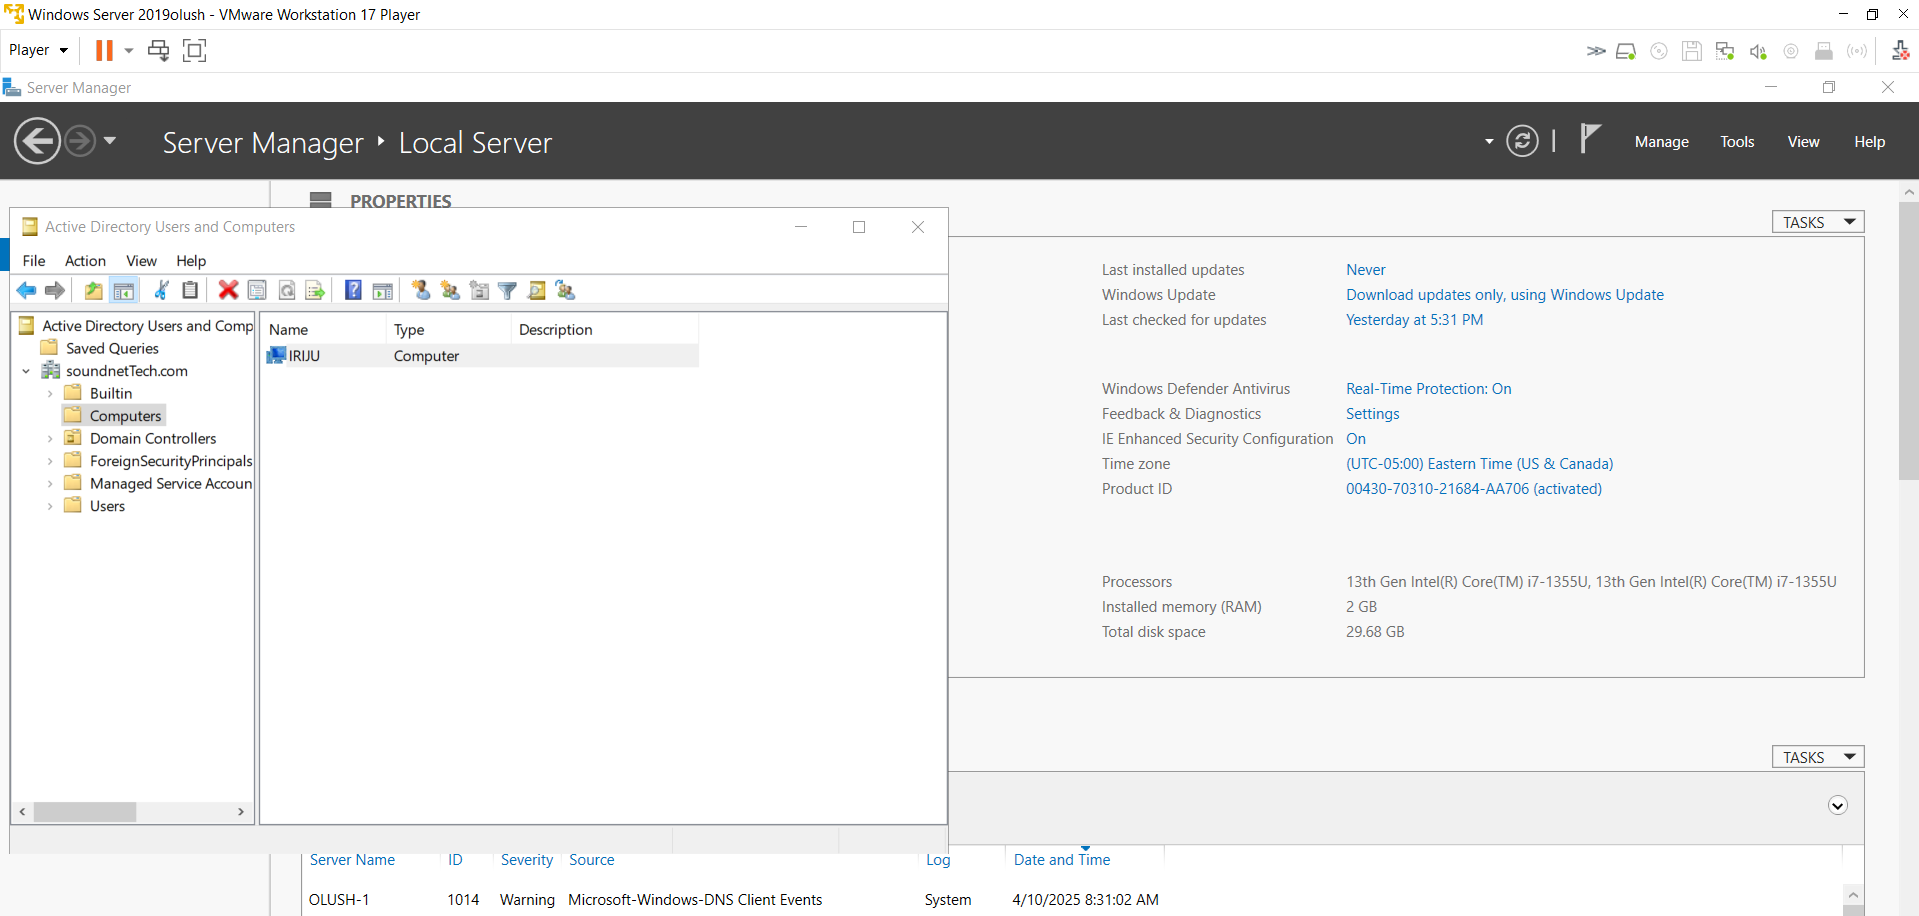 Windows Server 2019olush - VMware Workstation 17 Player
Player
Server Manager
Server Manager
Local Server
Manage
Tools
View
Help
PROPERTIES
TASKS
Active Directory Users and Computers
File
Action
View
Help
Active Directory Users and Comp
Saved Queries
soundnetTech.com
Builtin
Computers
Domain Controllers
ForeignSecurityPrincipals
Managed Service Accoun
Users
Name Type Description
IRIJU Computer
Last installed updates Never
Windows Update Download updates only, using Windows Update
Last checked for updates Yesterday at 5:31 PM
Windows Defender Antivirus Real-Time Protection: On
Feedback & Diagnostics Settings
IE Enhanced Security Configuration On
Time zone (UTC-05:00) Eastern Time (US & Canada)
Product ID 00430-70310-21684-AA706 (activated)
Processors 13th Gen Intel(R) Core(TM) i7-1355U, 13th Gen Intel(R) Core(TM) i7-1355U
Installed memory (RAM) 2 GB
Total disk space 29.68 GB
TASKS
Server Name ID Severity Source Log Date and Time
OLUSH-1 1014 Warning Microsoft-Windows-DNS Client Events System 4/10/2025 8:31:02 AM